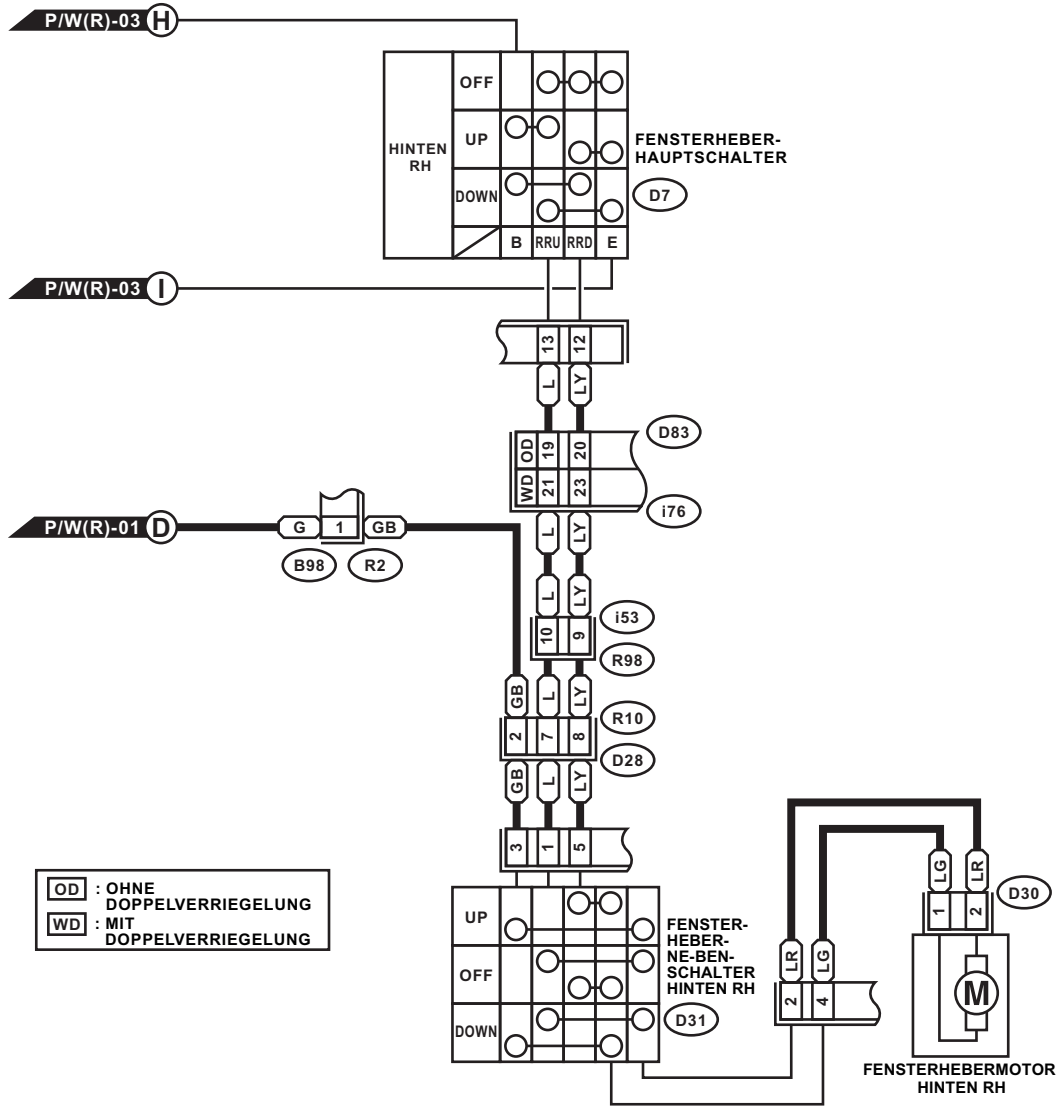 P/W(R)-03 H
OFF
UP
HINTEN
RH
DOWN
B RRU RRD E
FENSTERHEBER-
HAUPTSCHALTER
D7
P/W(R)-03 I
13 12
L LY
D83
OD 19 20
WD 21 23
i76
P/W(R)-01 D
G 1 GB
B98 R2
L LY
L LY
i53
10 9
R98
GB L LY
R10
2 7 8
D28
GB L LY
3 1 5
UP
OFF
DOWN
FENSTER-
HEBER-
NE-BEN-
SCHALTER
HINTEN RH
D31
OD : OHNE
DOPPELVERRIEGELUNG
WD : MIT
DOPPELVERRIEGELUNG
LR LG
2 4
LG LR
D30
1 2
M
FENSTERHEBERMOTOR
HINTEN RH